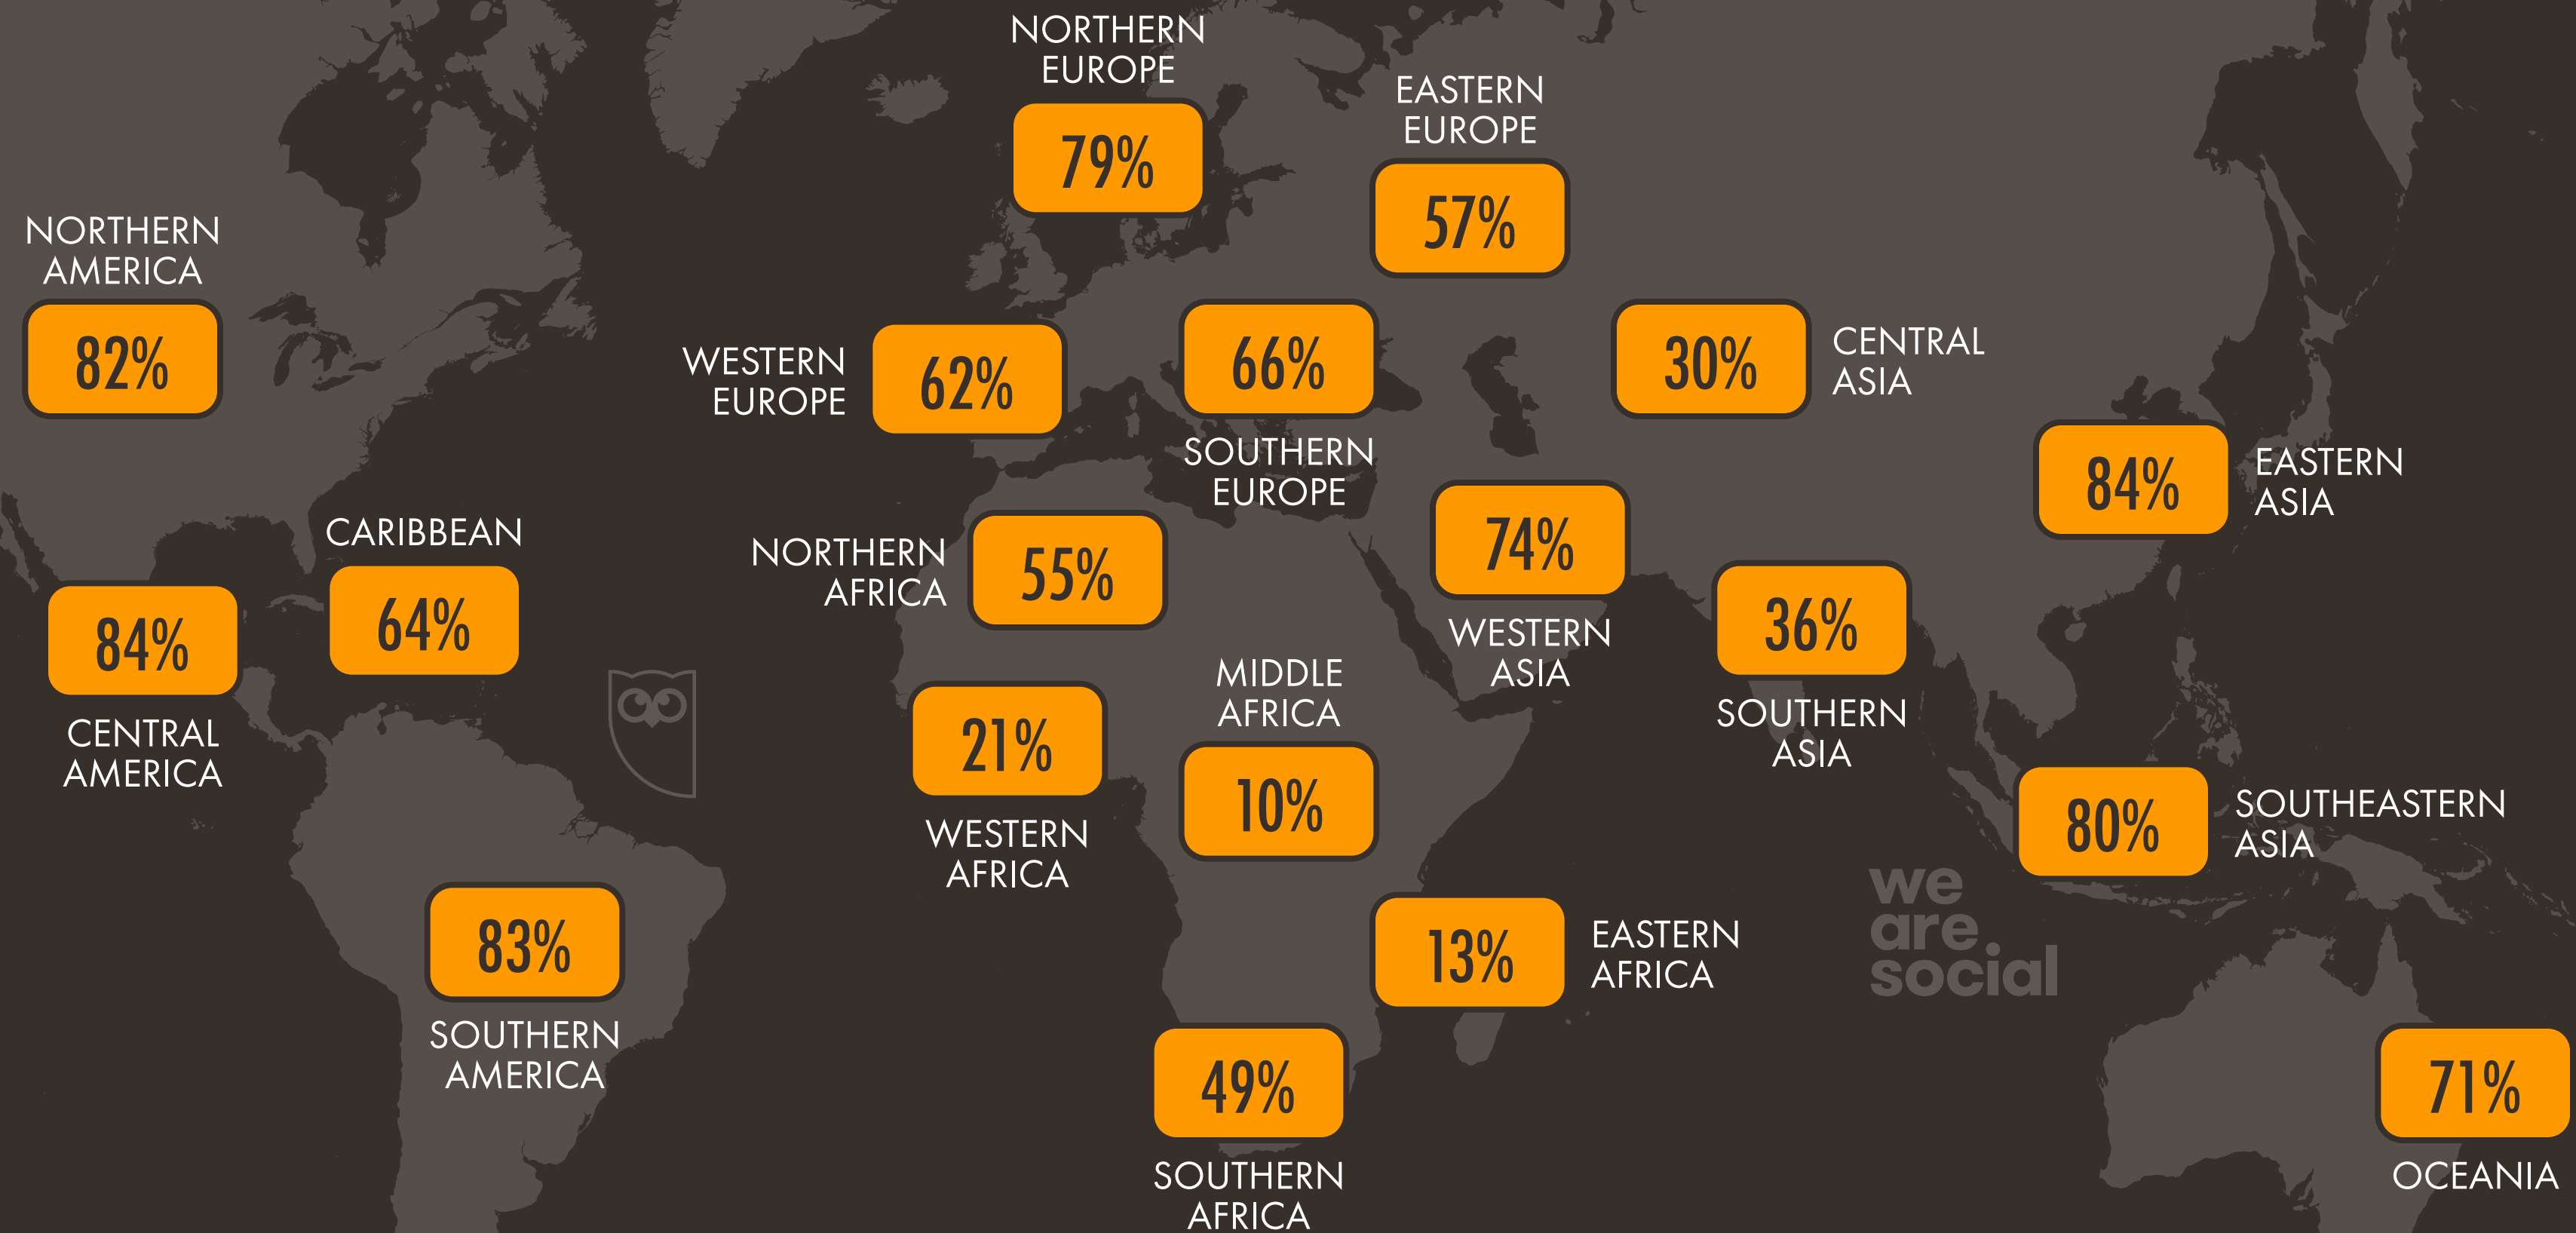 NORTHERN
EUROPE
79%
EASTERN
EUROPE
57%
NORTHERN
AMERICA
82%
WESTERN
EUROPE
62%
66%
SOUTHERN
EUROPE
30%
CENTRAL
ASIA
84%
EASTERN
ASIA
CARIBBEAN
64%
84%
CENTRAL
AMERICA
NORTHERN
AFRICA
55%
74%
WESTERN
ASIA
36%
SOUTHERN
ASIA
21%
WESTERN
AFRICA
MIDDLE
AFRICA
10%
80%
SOUTHEASTERN
ASIA
83%
SOUTHERN
AMERICA
13%
EASTERN
AFRICA
we
are
social
49%
SOUTHERN
AFRICA
71%
OCEANIA